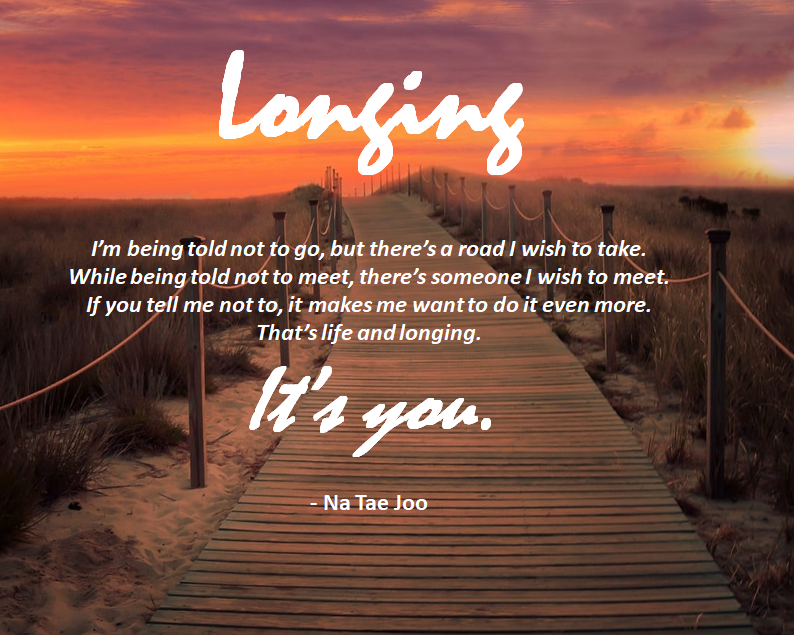 Longing
I'm being told not to go, but there's a road I wish to take.
While being told not to meet, there's someone I wish to meet.
If you tell me not to, it makes me want to do it even more.
That's life and longing.
It's you.
- Na Tae Joo